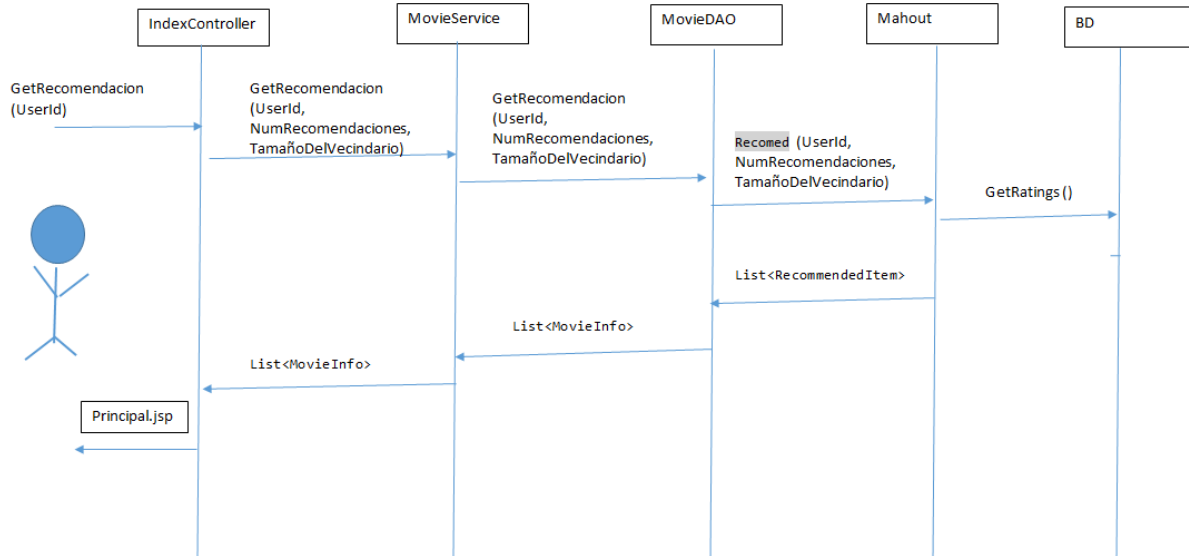 IndexController
MovieService
MovieDAO
Mahout
BD
GetRecomendacion
(UserId)
GetRecomendacion
(UserId,
NumRecomendaciones,
TamañoDelVecindario)
GetRecomendacion
(UserId,
NumRecomendaciones,
TamañoDelVecindario)
Recomed (UserId,
NumRecomendaciones,
TamañoDelVecindario)
GetRatings()
List<RecommendedItem>
List<MovieInfo>
List<MovieInfo>
Principal.jsp